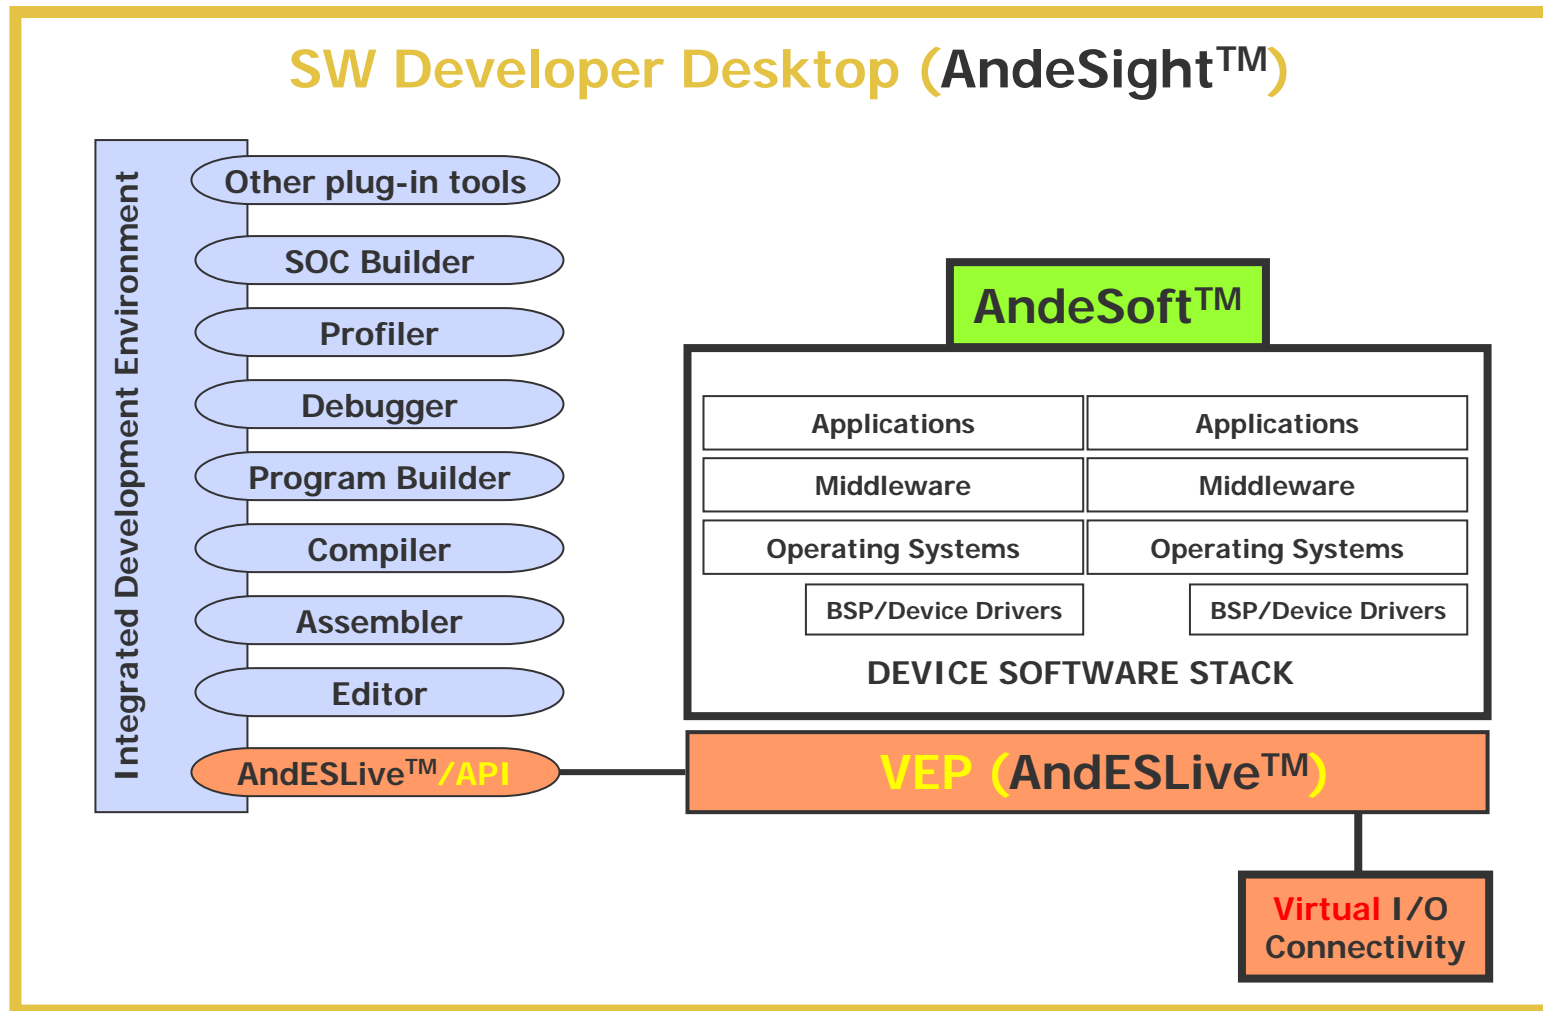 SW Developer Desktop (AndeSight™)
Integrated Development Environment
Other plug-in tools
SOC Builder
Profiler
Debugger
Program Builder
Compiler
Assembler
Editor
AndESLive™/API
AndeSoft™
Applications
Applications
Middleware
Middleware
Operating Systems
Operating Systems
BSP/Device Drivers
BSP/Device Drivers
DEVICE SOFTWARE STACK
VEP (AndESLive™)
Virtual I/O
Connectivity